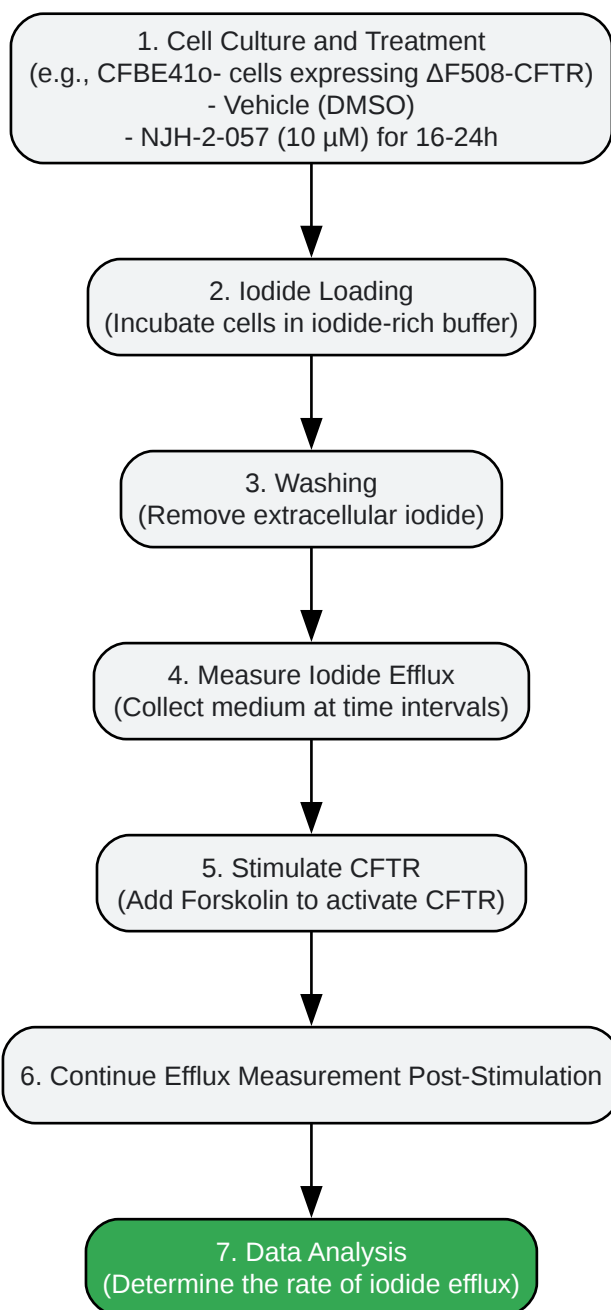 1. Cell Culture and Treatment
(e.g., CFBE41o- cells expressing ΔF508-CFTR)
- Vehicle (DMSO)
- NJH-2-057 (10 µM) for 16-24h
2. Iodide Loading
(Incubate cells in iodide-rich buffer)
3. Washing
(Remove extracellular iodide)
4. Measure Iodide Efflux
(Collect medium at time intervals)
5. Stimulate CFTR
(Add Forskolin to activate CFTR)
6. Continue Efflux Measurement Post-Stimulation
7. Data Analysis
(Determine the rate of iodide efflux)